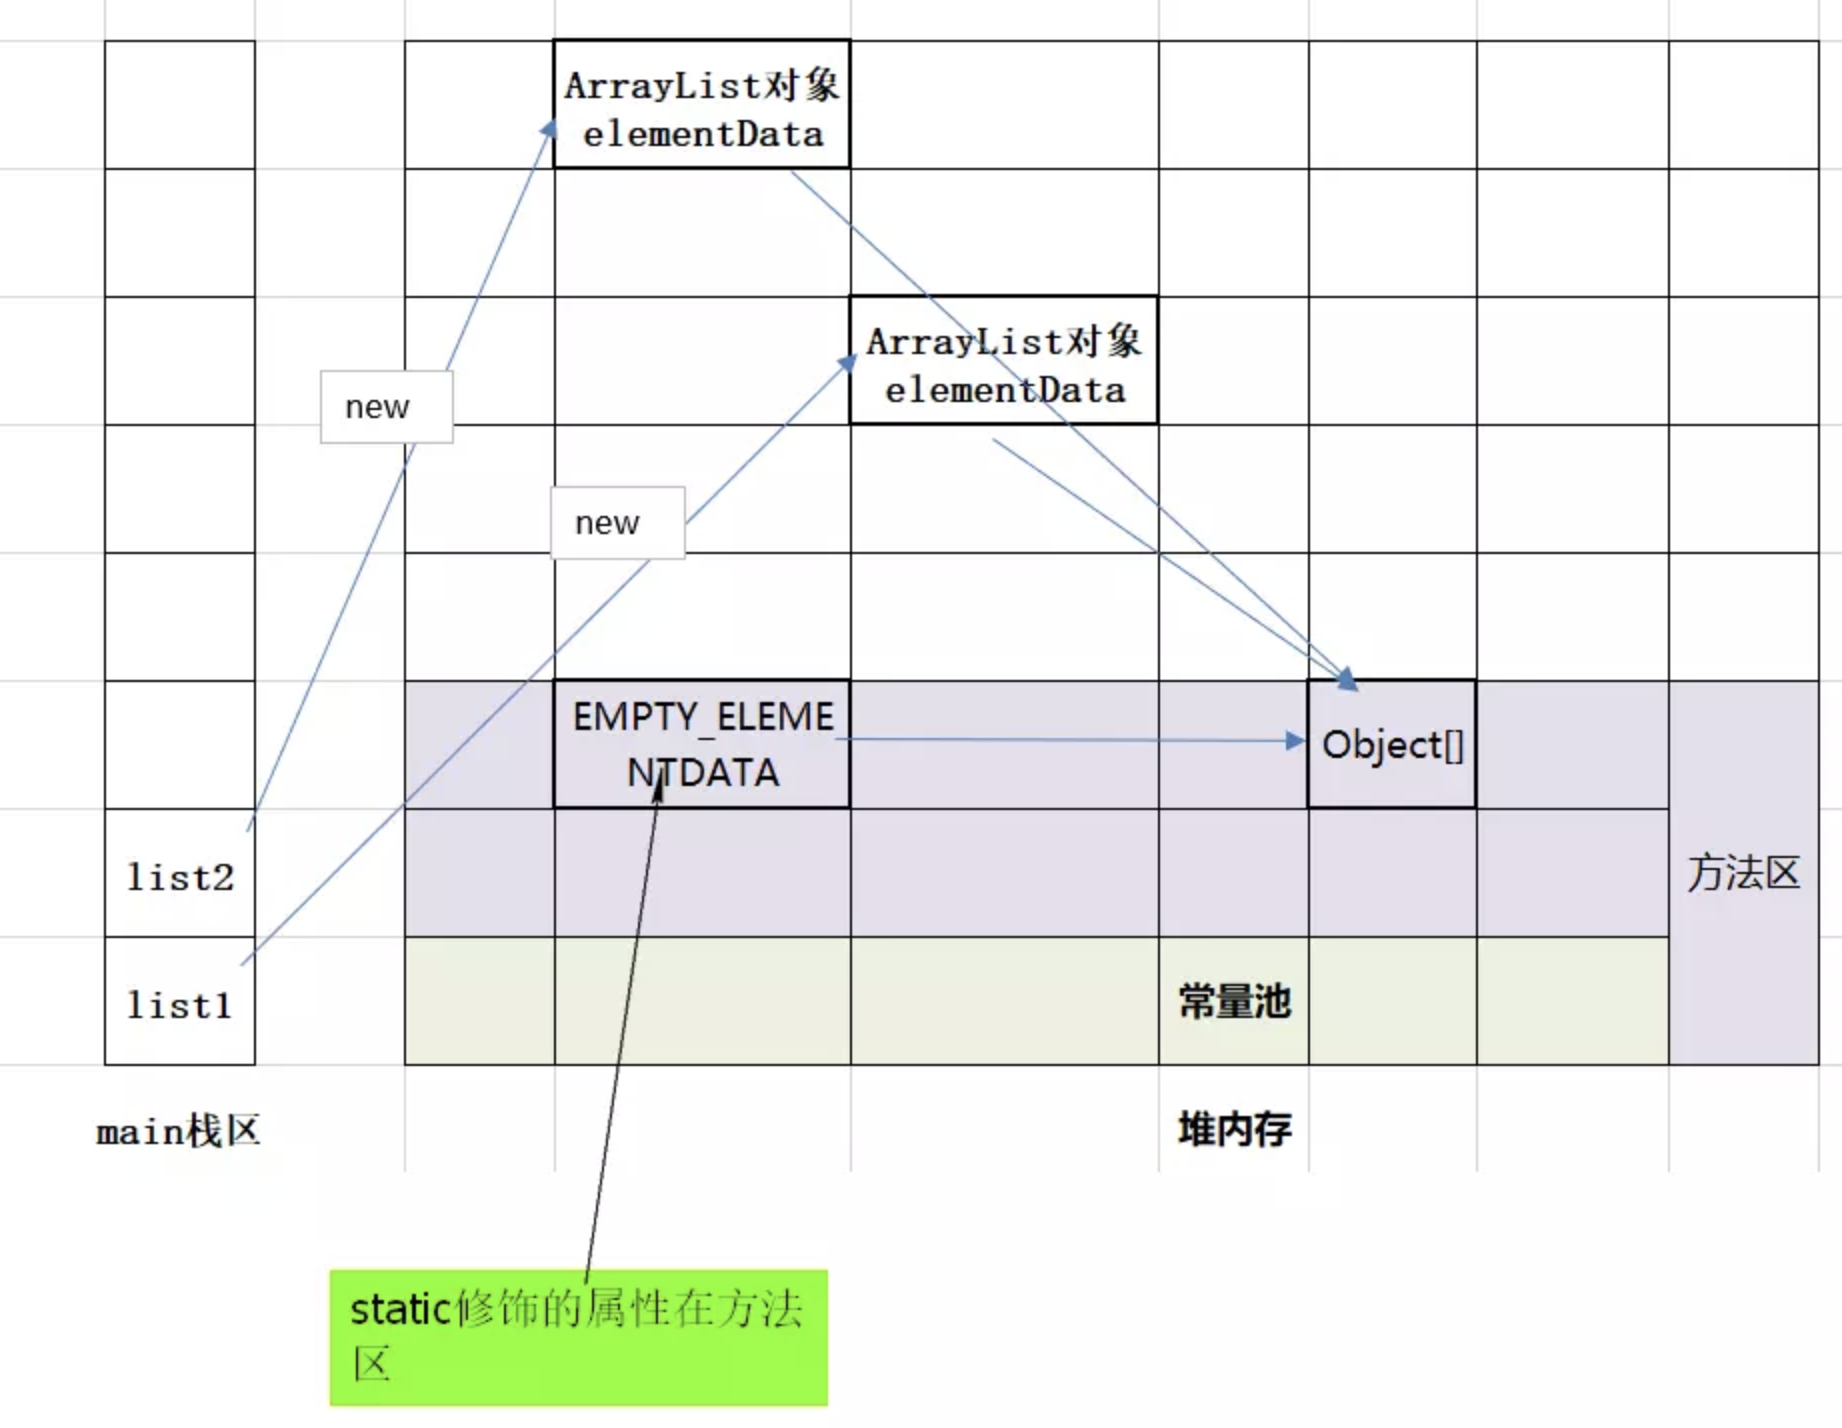 ArrayList对象
elementData
ArrayList对象
elementData
new
new
EMPTY_ELEME
NTDATA
Object[]
list2
方法区
list1
常量池
main栈区
堆内存
static修饰的属性在方法
区